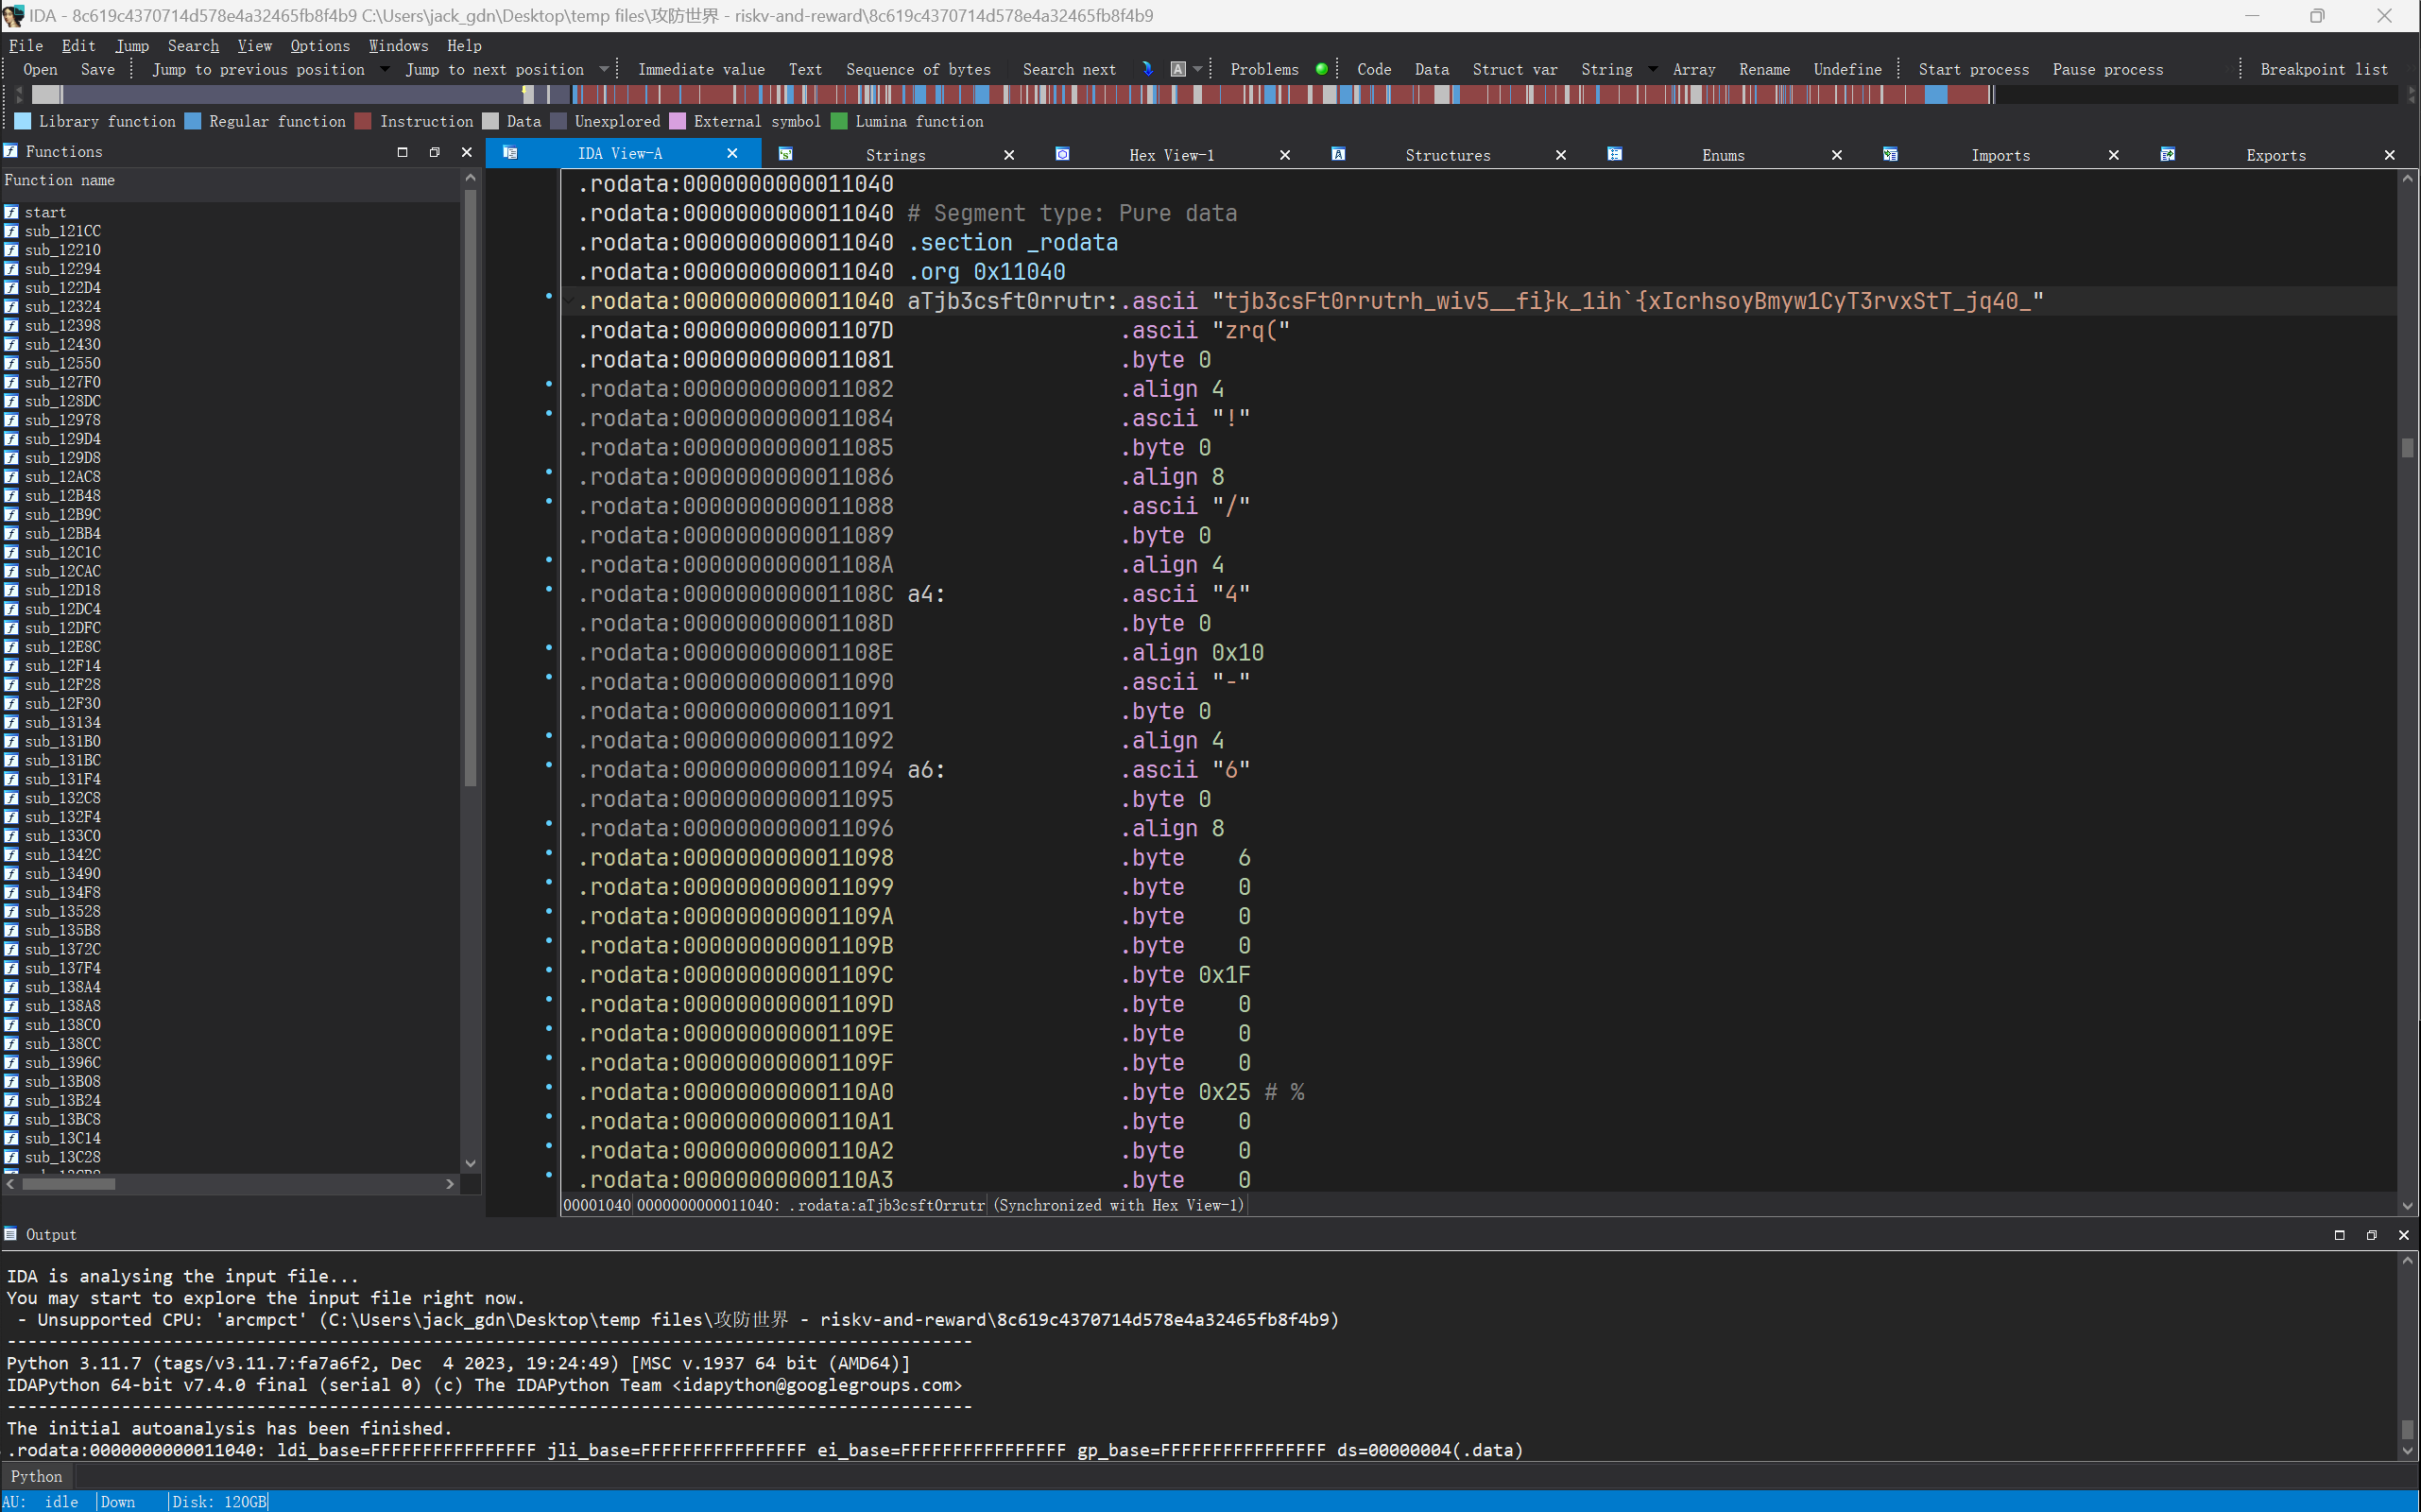 IDA - 8c619c4370714d578e4a32465fb8f4b9 C:\Users\jack_gdn\Desktop\temp files\攻防世界 - riskv-and-reward\8c619c4370714d578e4a32465fb8f4b9
File Edit Jump Search View Options Windows Help
Open Save Jump to previous position Jump to next position Immediate value Text Sequence of bytes Search next A Problems Code Data Struct var String Array Rename Undefine Start process Pause process Breakpoint list
Library function Regular function Instruction Data Unexplored External symbol Lumina function
Functions
IDA View-A Strings Hex View-1 Structures Enums Imports Exports
Function name
start
sub_121CC
sub_12210
sub_12294
sub_122D4
sub_12324
sub_12398
sub_12430
sub_12550
sub_127F0
sub_128DC
sub_12978
sub_129D4
sub_129D8
sub_12AC8
sub_12B48
sub_12B9C
sub_12BB4
sub_12C1C
sub_12CAC
sub_12D18
sub_12DC4
sub_12DFC
sub_12E8C
sub_12F14
sub_12F28
sub_12F30
sub_13134
sub_131B0
sub_131BC
sub_131F4
sub_132C8
sub_132F4
sub_133C0
sub_1342C
sub_13490
sub_134F8
sub_13528
sub_135B8
sub_1372C
sub_137F4
sub_138A4
sub_138A8
sub_138C0
sub_138CC
sub_1396C
sub_13B08
sub_13B24
sub_13BC8
sub_13C14
sub_13C28
.rodata:0000000000011040
.rodata:0000000000011040 # Segment type: Pure data
.rodata:0000000000011040 .section _rodata
.rodata:0000000000011040 .org 0x11040
.rodata:0000000000011040 aTjb3csft0rrutr:.ascii "tjb3csFt0rrutrh_wiv5__fi}k_1ih`{xIcrhsoyBmyw1CyT3rvxStT_jq40_"
.rodata:000000000001107D .ascii "zrq("
.rodata:0000000000011081 .byte 0
.rodata:0000000000011082 .align 4
.rodata:0000000000011084 .ascii "!"
.rodata:0000000000011085 .byte 0
.rodata:0000000000011086 .align 8
.rodata:0000000000011088 .ascii "/"
.rodata:0000000000011089 .byte 0
.rodata:000000000001108A .align 4
.rodata:000000000001108C a4: .ascii "4"
.rodata:000000000001108D .byte 0
.rodata:000000000001108E .align 0x10
.rodata:0000000000011090 .ascii "-"
.rodata:0000000000011091 .byte 0
.rodata:0000000000011092 .align 4
.rodata:0000000000011094 a6: .ascii "6"
.rodata:0000000000011095 .byte 0
.rodata:0000000000011096 .align 8
.rodata:0000000000011098 .byte 6
.rodata:0000000000011099 .byte 0
.rodata:000000000001109A .byte 0
.rodata:000000000001109B .byte 0
.rodata:000000000001109C .byte 0x1F
.rodata:000000000001109D .byte 0
.rodata:000000000001109E .byte 0
.rodata:000000000001109F .byte 0
.rodata:00000000000110A0 .byte 0x25 # %
.rodata:00000000000110A1 .byte 0
.rodata:00000000000110A2 .byte 0
.rodata:00000000000110A3 .byte 0
00001040 0000000000011040: .rodata:aTjb3csft0rrutr (Synchronized with Hex View-1)
Output
IDA is analysing the input file...
You may start to explore the input file right now.
- Unsupported CPU: 'arcmpct' (C:\Users\jack_gdn\Desktop\temp files\攻防世界 - riskv-and-reward\8c619c4370714d578e4a32465fb8f4b9)
---------------------------------------------------------------------------------------------
Python 3.11.7 (tags/v3.11.7:fa7a6f2, Dec  4 2023, 19:24:49) [MSC v.1937 64 bit (AMD64)]
IDAPython 64-bit v7.4.0 final (serial 0) (c) The IDAPython Team <idapython@googlegroups.com>
---------------------------------------------------------------------------------------------
The initial autoanalysis has been finished.
.rodata:0000000000011040: ldi_base=FFFFFFFFFFFFFFFF jli_base=FFFFFFFFFFFFFFFF ei_base=FFFFFFFFFFFFFFFF gp_base=FFFFFFFFFFFFFFFF ds=00000004(.data)
Python
AU: idle Down Disk: 120GB